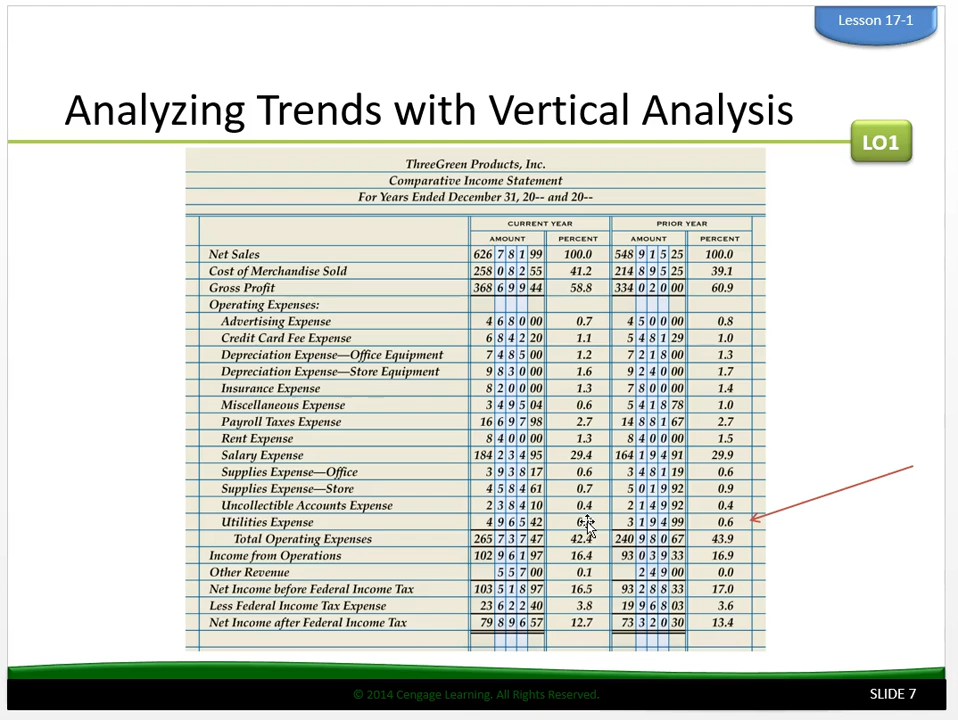 Lesson 17-1
Analyzing Trends with Vertical Analysis
LO1
ThreeGreen Products, Inc.
Comparative Income Statement
For Years Ended December 31, 20-- and 20--
CURRENT YEAR PRIOR YEAR
AMOUNT PERCENT AMOUNT PERCENT
Net Sales 626 7 8 1 99 100.0 548 9 1 5 25 100.0
Cost of Merchandise Sold 258 0 8 2 55 41.2 214 8 9 5 25 39.1
Gross Profit 368 6 9 9 44 58.8 334 0 2 0 00 60.9
Operating Expenses:
Advertising Expense 4 6 8 0 00 0.7 4 5 0 0 00 0.8
Credit Card Fee Expense 6 8 4 2 20 1.1 5 4 8 1 29 1.0
Depreciation Expense—Office Equipment 7 4 8 5 00 1.2 7 2 1 8 00 1.3
Depreciation Expense—Store Equipment 9 8 3 0 00 1.6 9 2 4 0 00 1.7
Insurance Expense 8 2 0 0 00 1.3 7 8 0 0 00 1.4
Miscellaneous Expense 3 4 9 5 04 0.6 5 4 1 8 78 1.0
Payroll Taxes Expense 16 6 9 7 98 2.7 14 8 8 1 67 2.7
Rent Expense 8 4 0 0 00 1.3 8 4 0 0 00 1.5
Salary Expense 184 2 3 4 95 29.4 164 1 9 4 91 29.9
Supplies Expense—Office 3 9 3 8 17 0.6 3 4 8 1 19 0.6
Supplies Expense—Store 4 5 8 4 61 0.7 5 0 1 9 92 0.9
Uncollectible Accounts Expense 2 3 8 4 10 0.4 2 1 4 9 92 0.4
Utilities Expense 4 9 6 5 42 3 1 9 4 99 0.6
Total Operating Expenses 265 7 3 7 47 42.4 240 9 8 0 67 43.9
Income from Operations 102 9 6 1 97 16.4 93 0 3 9 33 16.9
Other Revenue 5 5 7 00 0.1 2 4 9 00 0.0
Net Income before Federal Income Tax 103 5 1 8 97 16.5 93 2 8 8 33 17.0
Less Federal Income Tax Expense 23 6 2 2 40 3.8 19 9 6 8 03 3.6
Net Income after Federal Income Tax 79 8 9 6 57 12.7 73 3 2 0 30 13.4
© 2014 Cengage Learning. All Rights Reserved.
SLIDE 7